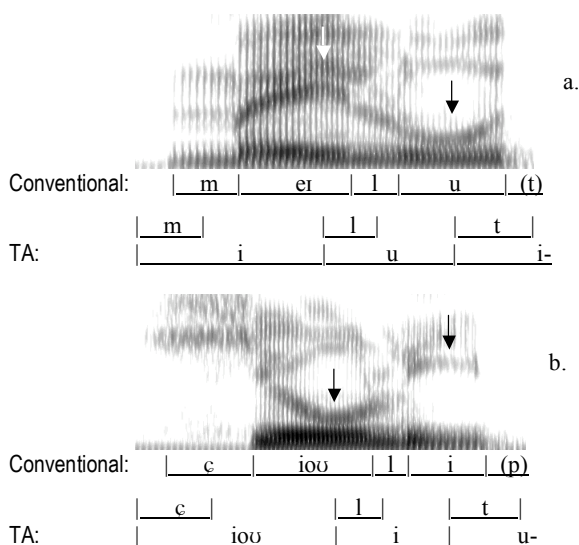 a.
Conventional: | m | eɪ | l | u | (t)
| m | | l | | t |
TA: | i | u | i-
b.
Conventional: | ɕ | ioʊ | l | i | (p)
| ɕ | | l | | t |
TA: | ioʊ | i | u-